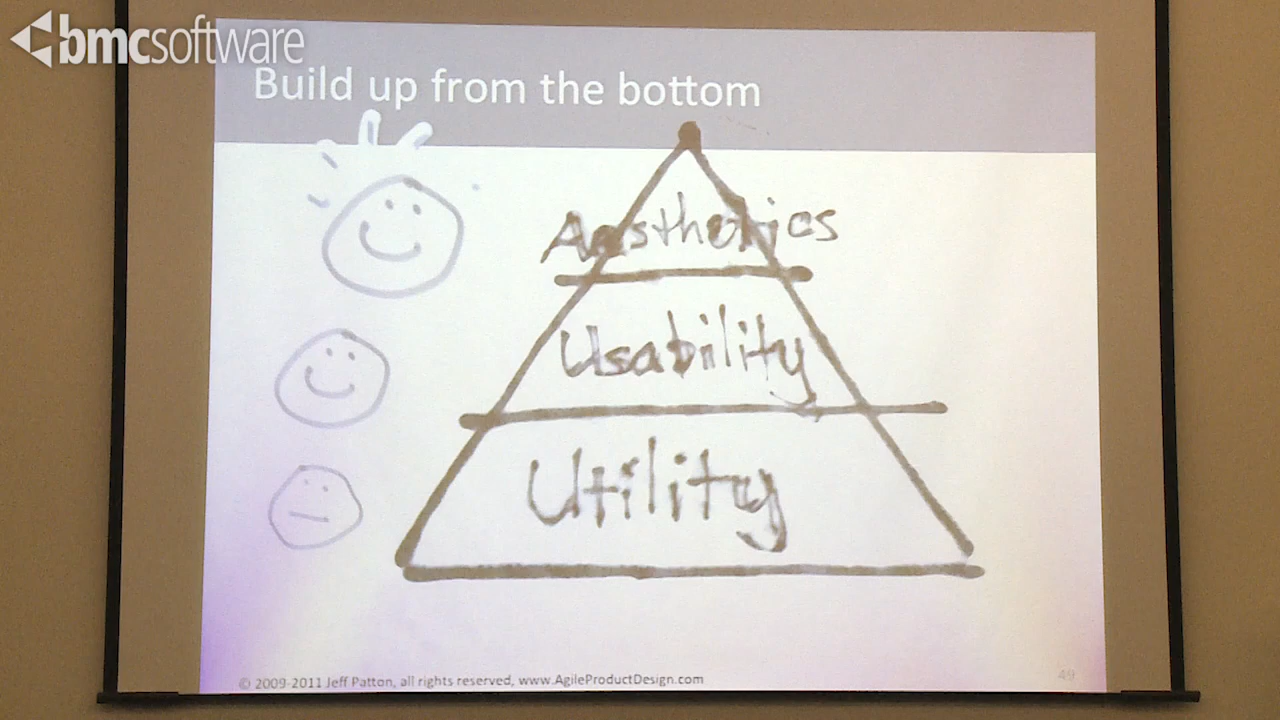 bmcsoftware
Build up from the bottom
Aesthetics
Usability
Utility
© 2009-2011 Jeff Patton, all rights reserved, www.AgileProductDesign.com
49